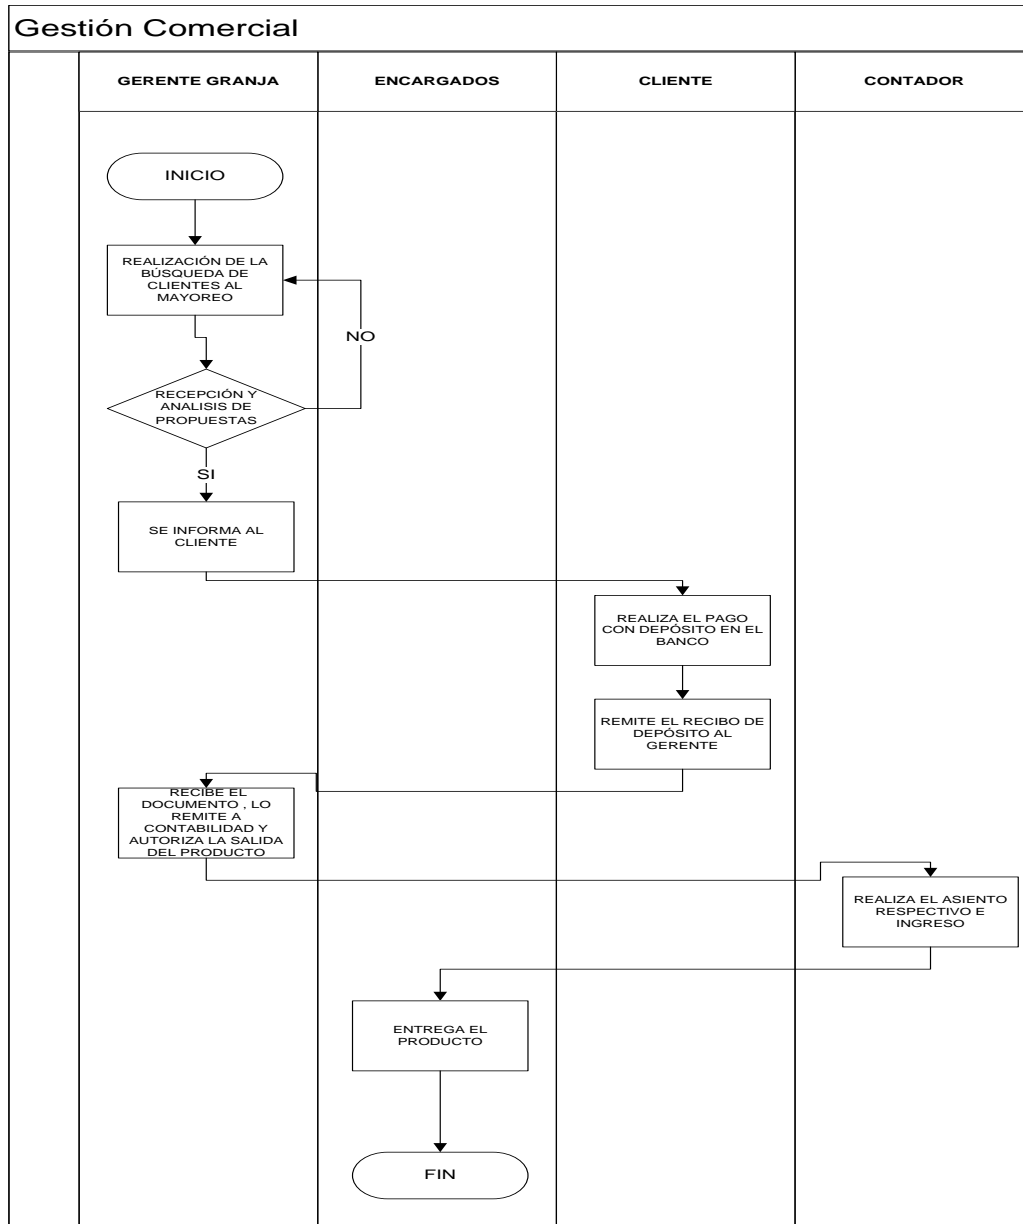 Gestión Comercial
GERENTE GRANJA
ENCARGADOS
CLIENTE
CONTADOR
INICIO
REALIZACIÓN DE LA
BÚSQUEDA DE
CLIENTES AL
MAYOREO
NO
RECEPCIÓN Y
ANALISIS DE
PROPUESTAS
SI
SE INFORMA AL
CLIENTE
REALIZA EL PAGO
CON DEPÓSITO EN EL
BANCO
REMITE EL RECIBO DE
DEPÓSITO AL
GERENTE
RECIBE EL
DOCUMENTO , LO
REMITE A
CONTABILIDAD Y
AUTORIZA LA SALIDA
DEL PRODUCTO
REALIZA EL ASIENTO
RESPECTIVO E
INGRESO
ENTREGA EL
PRODUCTO
FIN